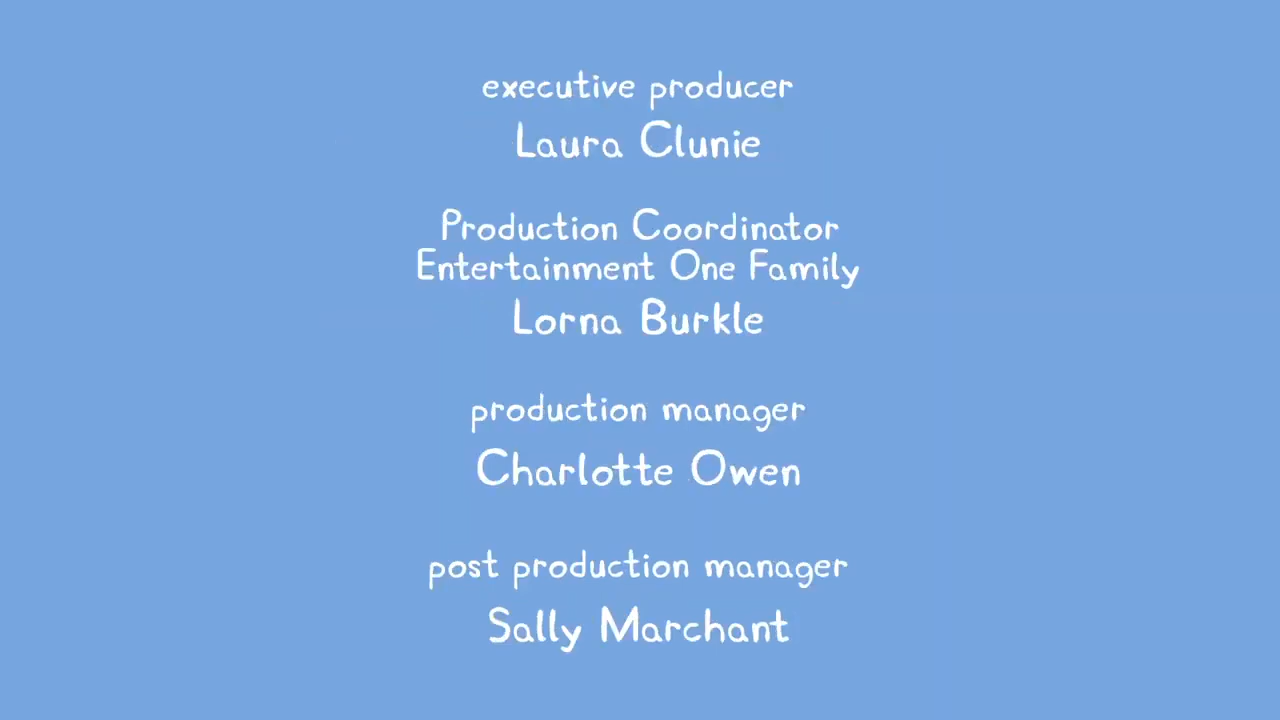 executive producer
Laura Clunie
Production Coordinator
Entertainment One Family
Lorna Burkle
production manager
Charlotte Owen
post production manager
Sally Marchant